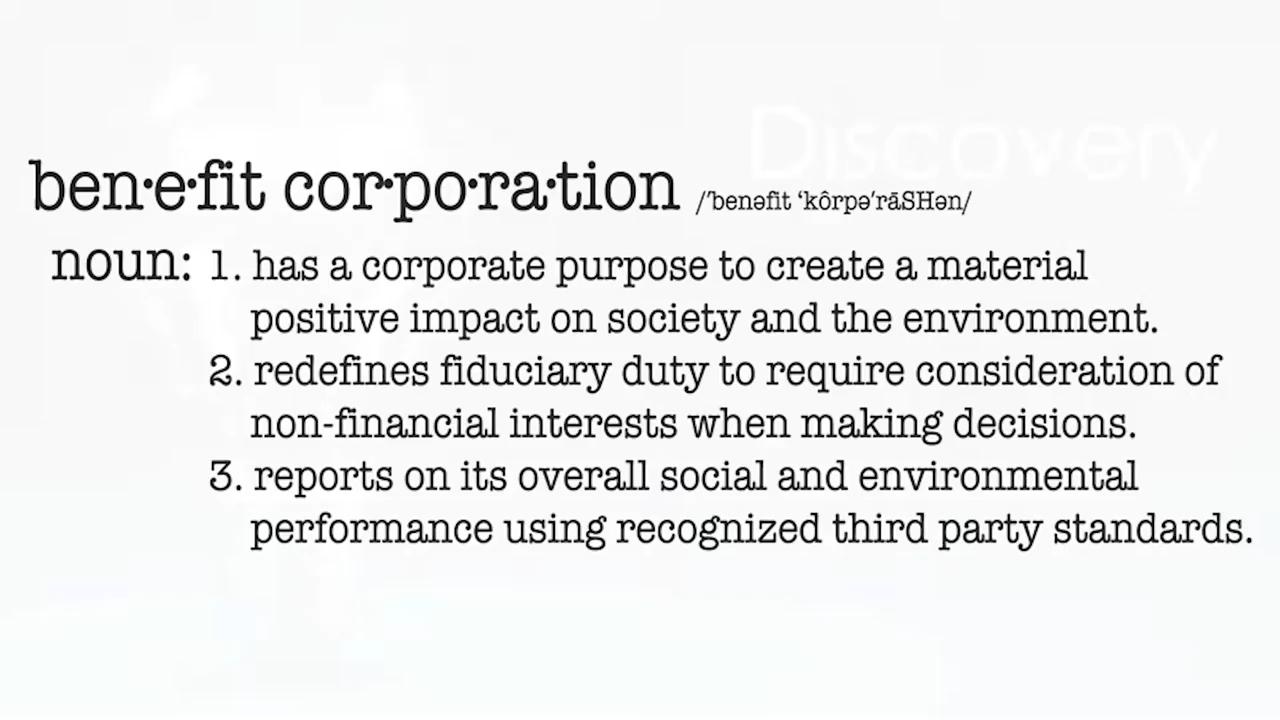 Discovery
ben·e·fit cor·po·ra·tion /ˈbenəfit ‘kôrpəˈrāSHən/
noun: 1. has a corporate purpose to create a material
positive impact on society and the environment.
2. redefines fiduciary duty to require consideration of
non-financial interests when making decisions.
3. reports on its overall social and environmental
performance using recognized third party standards.